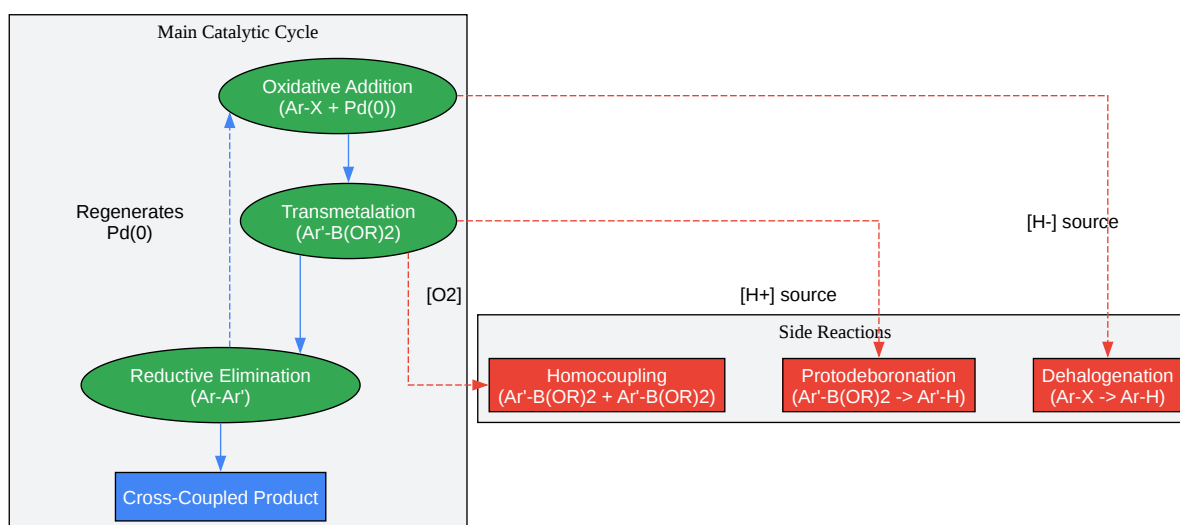 Main Catalytic Cycle
Oxidative Addition
(Ar-X + Pd(0))
Transmetalation
(Ar'-B(OR)2)
Regenerates
Pd(0)
[H-] source
[O2]
[H+] source
Reductive Elimination
(Ar-Ar')
Cross-Coupled Product
Side Reactions
Homocoupling
(Ar'-B(OR)2 + Ar'-B(OR)2)
Protodeboronation
(Ar'-B(OR)2 -> Ar'-H)
Dehalogenation
(Ar-X -> Ar-H)